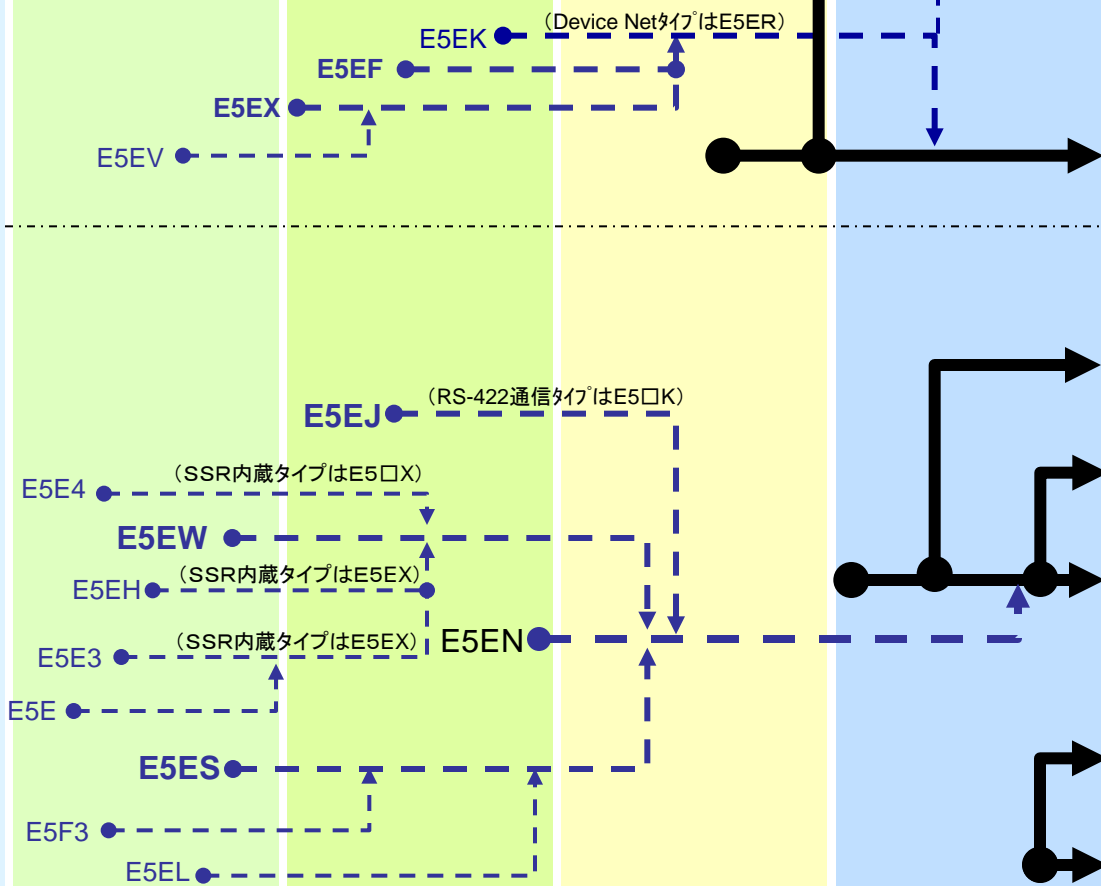 （Device NetﾀｲﾌﾟはE5ER）
E5EK
E5EF
E5EX
E5EV
（RS-422通信ﾀｲﾌﾟはE5□K）
E5EJ
（SSR内蔵タイプはE5□X）
E5E4
E5EW
（SSR内蔵タイプはE5EX）
E5EH
（SSR内蔵タイプはE5EX）
E5EN
E5E3
E5E
E5ES
E5F3
E5EL